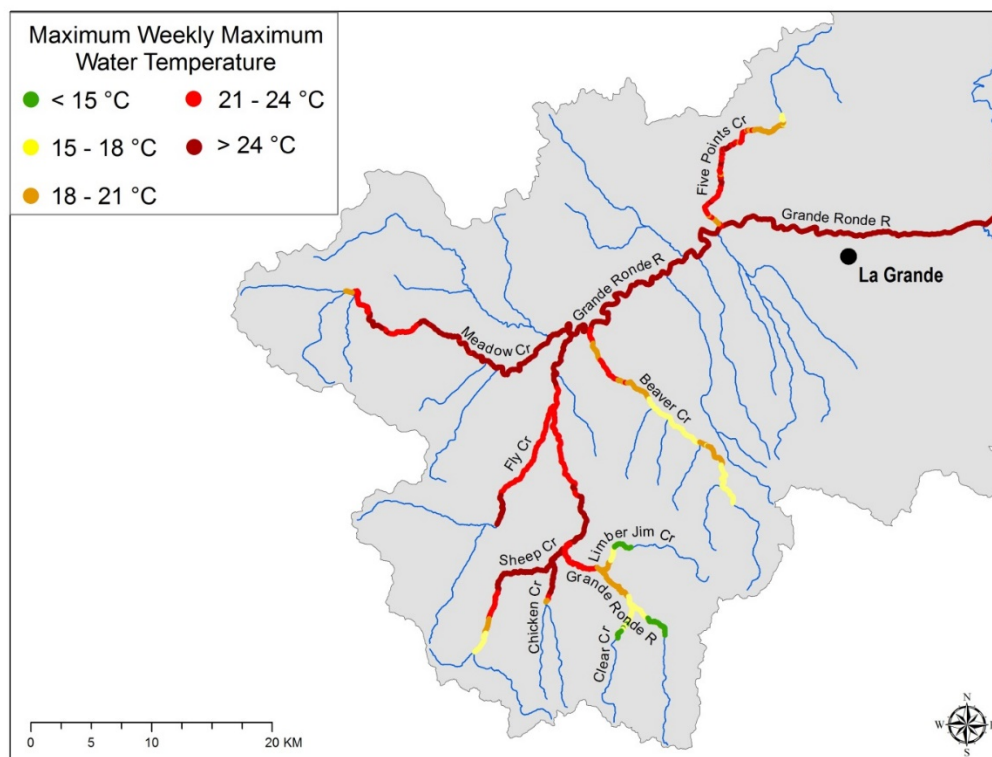 Maximum Weekly Maximum
Water Temperature
< 15 °C
21 - 24 °C
15 - 18 °C
> 24 °C
18 - 21 °C
Five Points Cr
Grande Ronde R
La Grande
Grande Ronde R
Meadow Cr
Beaver Cr
Fly Cr
Limber Jim Cr
Sheep Cr
Grande Ronde R
Chicken Cr
Clear Cr
0 5 10 20 KM
N
W
S